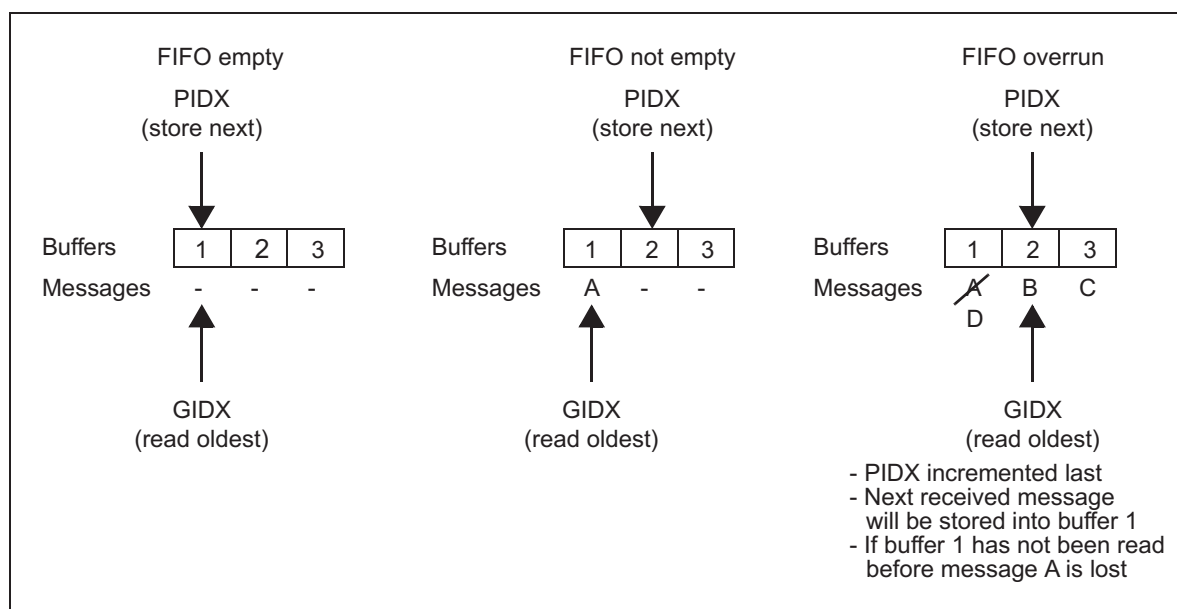 FIFO empty
PIDX
(store next)
Buffers 1 2 3
Messages - - -
GIDX
(read oldest)
FIFO not empty
PIDX
(store next)
Buffers 1 2 3
Messages A - -
GIDX
(read oldest)
FIFO overrun
PIDX
(store next)
Buffers 1 2 3
Messages A B C
D
GIDX
(read oldest)
- PIDX incremented last
- Next received message
will be stored into buffer 1
- If buffer 1 has not been read
before message A is lost